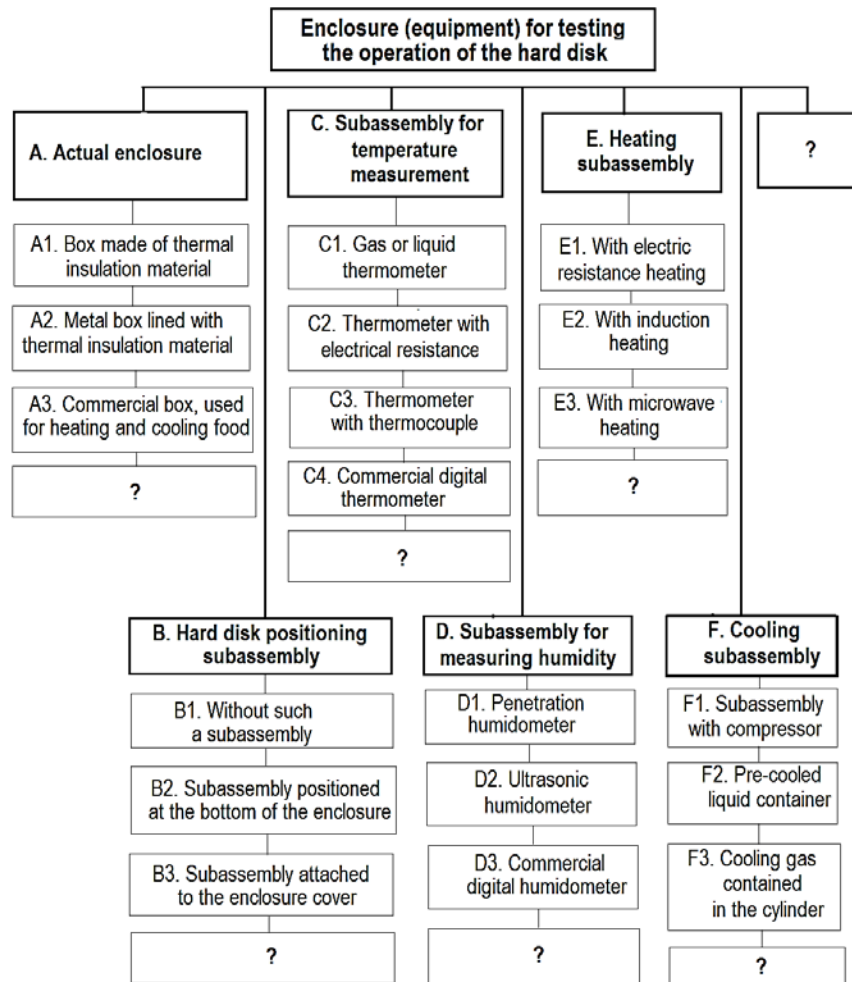 Enclosure (equipment) for testing
the operation of the hard disk
A. Actual enclosure
A1. Box made of thermal
insulation material
A2. Metal box lined with
thermal insulation material
A3. Commercial box, used
for heating and cooling food
?
C. Subassembly for
temperature
measurement
C1. Gas or liquid
thermometer
C2. Thermometer with
electrical resistance
C3. Thermometer
with thermocouple
C4. Commercial digital
thermometer
?
E. Heating
subassembly
E1. With electric
resistance heating
E2. With induction
heating
E3. With microwave
heating
?
?
B. Hard disk positioning
subassembly
B1. Without such
a subassembly
B2. Subassembly positioned
at the bottom of the enclosure
B3. Subassembly attached
to the enclosure cover
?
D. Subassembly for
measuring humidity
D1. Penetration
humidometer
D2. Ultrasonic
humidometer
D3. Commercial
digital humidometer
?
F. Cooling
subassembly
F1. Subassembly
with compressor
F2. Pre-cooled
liquid container
F3. Cooling gas
contained
in the cylinder
?